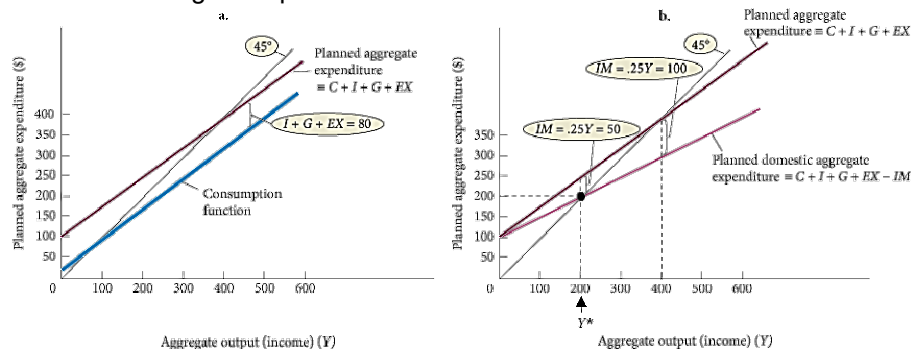 a.
45°
Planned aggregate
expenditure
≡ C + I + G + EX
I + G + EX = 80
Consumption
function
Planned aggregate expenditure ($)
400
350
300
250
200
150
100
50
0
100 200 300 400 500 600
Aggregate output (income) (Y)
b.
Planned aggregate
expenditure ≡ C + I + G + EX
45°
IM = .25Y = 100
IM = .25Y = 50
Planned domestic aggregate
expenditure ≡ C + I + G + EX – IM
Planned aggregate expenditure ($)
350
300
250
200
150
100
50
0
100 200 300 400 500 600
Y*
Aggregate output (income) (Y)